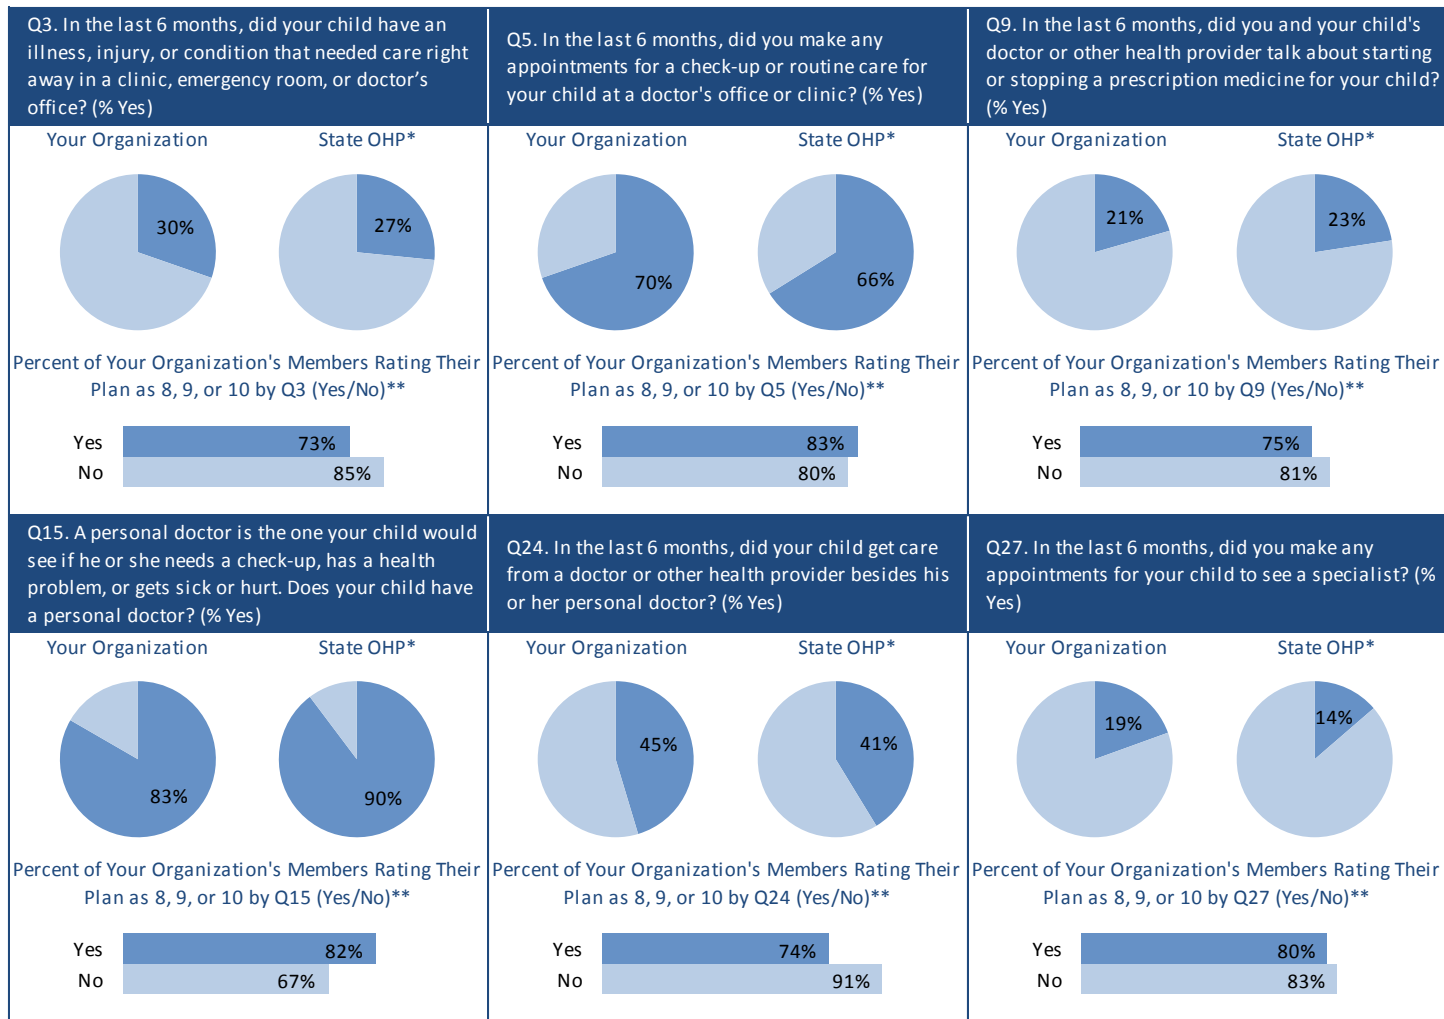 Q3. In the last 6 months, did your child have an
illness, injury, or condition that needed care right
away in a clinic, emergency room, or doctor's
office? (% Yes)
Your Organization
State OHP*
30%
27%
Percent of Your Organization's Members Rating Their
Plan as 8, 9, or 10 by Q3 (Yes/No)**
Yes
73%
No
85%
Q5. In the last 6 months, did you make any
appointments for a check-up or routine care for
your child at a doctor's office or clinic? (% Yes)
Your Organization
State OHP*
70%
66%
Percent of Your Organization's Members Rating Their
Plan as 8, 9, or 10 by Q5 (Yes/No)**
Yes
83%
No
80%
Q9. In the last 6 months, did you and your child's
doctor or other health provider talk about starting
or stopping a prescription medicine for your child?
(% Yes)
Your Organization
State OHP*
21%
23%
Percent of Your Organization's Members Rating Their
Plan as 8, 9, or 10 by Q9 (Yes/No)**
Yes
75%
No
81%
Q15. A personal doctor is the one your child would
see if he or she needs a check-up, has a health
problem, or gets sick or hurt. Does your child have
a personal doctor? (% Yes)
Your Organization
State OHP*
83%
90%
Percent of Your Organization's Members Rating Their
Plan as 8, 9, or 10 by Q15 (Yes/No)**
Yes
82%
No
67%
Q24. In the last 6 months, did your child get care
from a doctor or other health provider besides his
or her personal doctor? (% Yes)
Your Organization
State OHP*
45%
41%
Percent of Your Organization's Members Rating Their
Plan as 8, 9, or 10 by Q24 (Yes/No)**
Yes
74%
No
91%
Q27. In the last 6 months, did you make any
appointments for your child to see a specialist? (%
Yes)
Your Organization
State OHP*
19%
14%
Percent of Your Organization's Members Rating Their
Plan as 8, 9, or 10 by Q27 (Yes/No)**
Yes
80%
No
83%